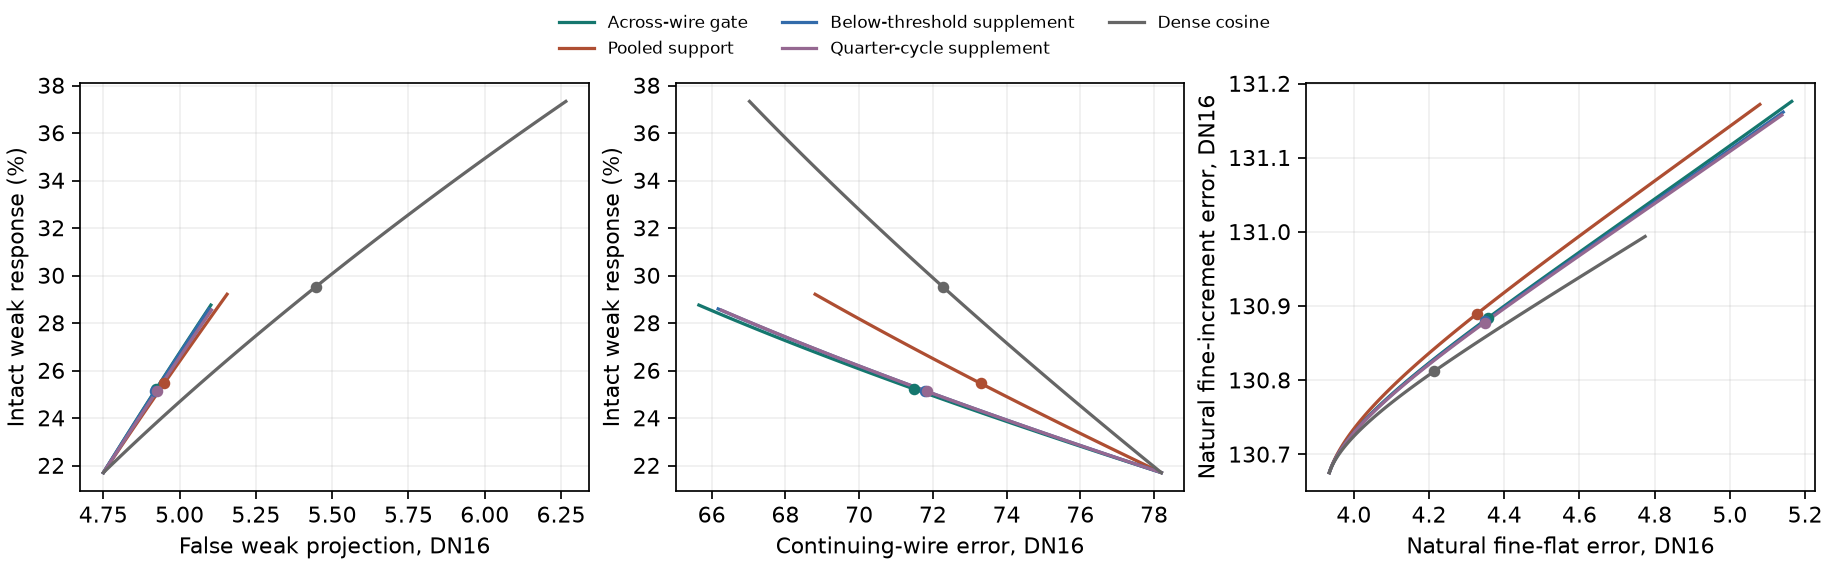 Across-wire gate
Pooled support
Below-threshold supplement
Quarter-cycle supplement
Dense cosine
Intact weak response (%)
38
36
34
32
30
28
26
24
22
4.75 5.00 5.25 5.50 5.75 6.00 6.25
False weak projection, DN16
Intact weak response (%)
38
36
34
32
30
28
26
24
22
66 68 70 72 74 76 78
Continuing-wire error, DN16
Natural fine-increment error, DN16
131.2
131.1
131.0
130.9
130.8
130.7
4.0 4.2 4.4 4.6 4.8 5.0 5.2
Natural fine-flat error, DN16